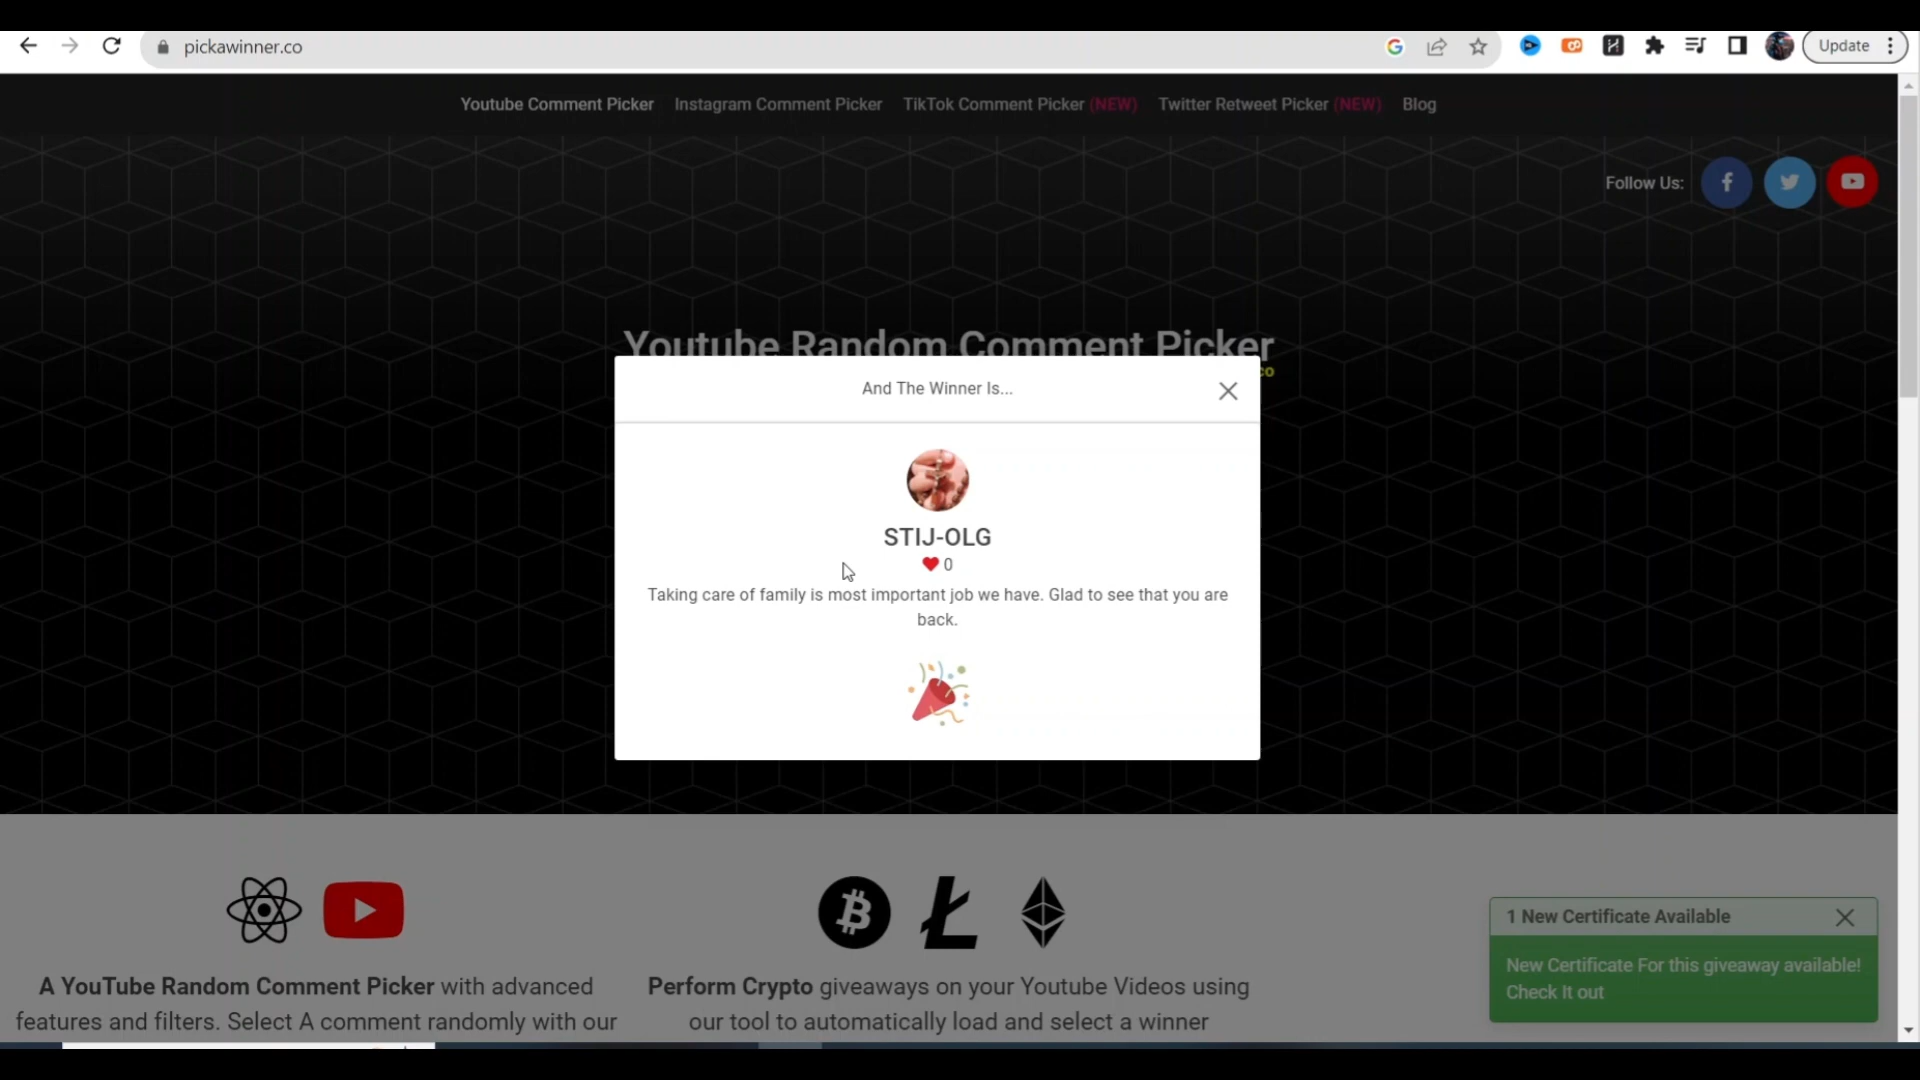 pickawinner.co
Update
Youtube Comment Picker Instagram Comment Picker TikTok Comment Picker (NEW) Twitter Retweet Picker (NEW) Blog
Follow Us:
Youtube Random Comment Picker
co
And The Winner Is...
STIJ-OLG
0
Taking care of family is most important job we have. Glad to see that you are
back.
A YouTube Random Comment Picker with advanced
features and filters. Select A comment randomly with our
Perform Crypto giveaways on your Youtube Videos using
our tool to automatically load and select a winner
1 New Certificate Available
New Certificate For this giveaway available!
Check It out